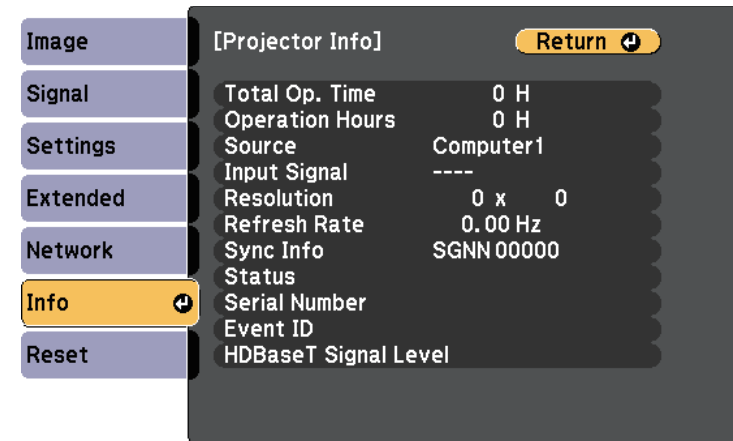 Image
Signal
Settings
Extended
Network
Info
Reset
[Projector Info]
Return
Total Op. Time 0 H
Operation Hours 0 H
Source Computer1
Input Signal ----
Resolution 0 x 0
Refresh Rate 0.00 Hz
Sync Info SGNN 00000
Status
Serial Number
Event ID
HDBaseT Signal Level